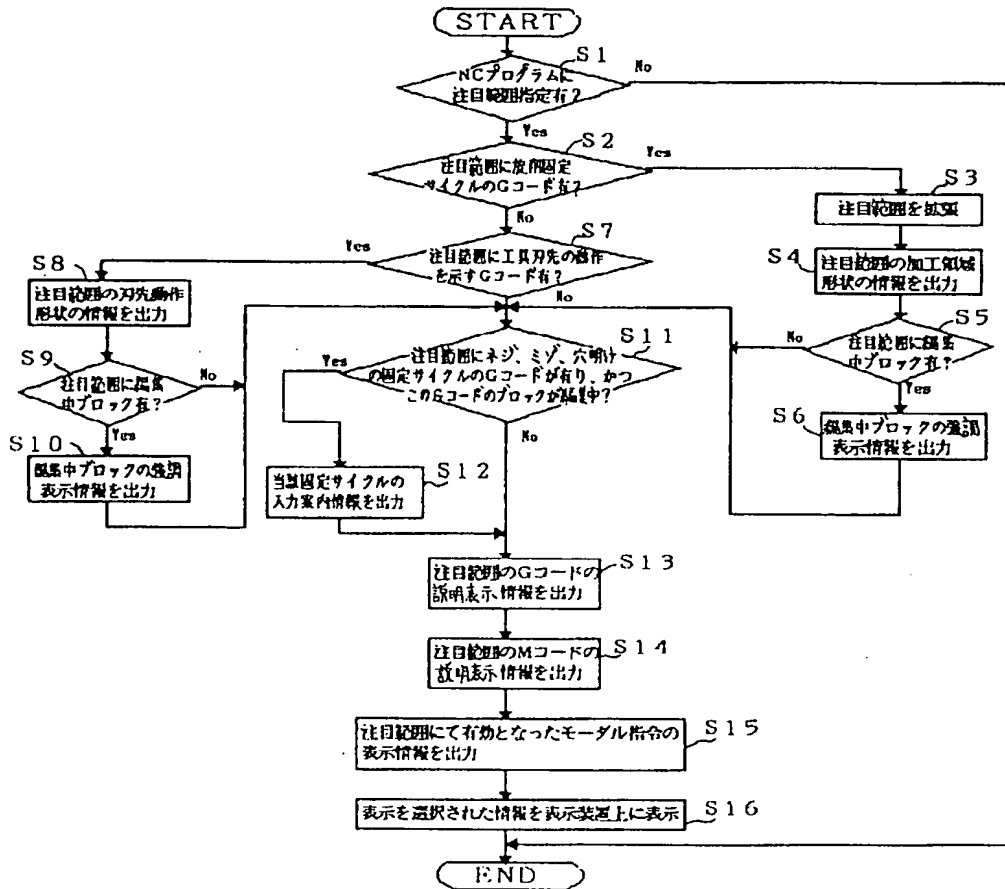 START
S1
NCプログラムに
注目範囲指定有?
No
Yes
S2
注目範囲に旋削固定
サイクルのGコード有?
Yes
No
S3
注目範囲を拡張
S7
注目範囲に工具刃先の動作
を示すGコード有?
Yes
No
S4
注目範囲の加工領域
形状の情報を出力
S8
注目範囲の刃先動作
形状の情報を出力
S5
注目範囲に編集
中ブロック有?
No
Yes
S11
注目範囲にネジ、ミゾ、穴明け
の固定サイクルのGコードが有り、かつ
このGコードのブロックが編集中?
Yes
No
S9
注目範囲に編集
中ブロック有?
No
Yes
S6
編集中ブロックの強調
表示情報を出力
S10
編集中ブロックの強調
表示情報を出力
S12
当該固定サイクルの
入力案内情報を出力
S13
注目範囲のGコードの
説明表示情報を出力
S14
注目範囲のMコードの
説明表示情報を出力
S15
注目範囲にて有効となったモーダル指令の
表示情報を出力
S16
表示を選択された情報を表示装置上に表示
END